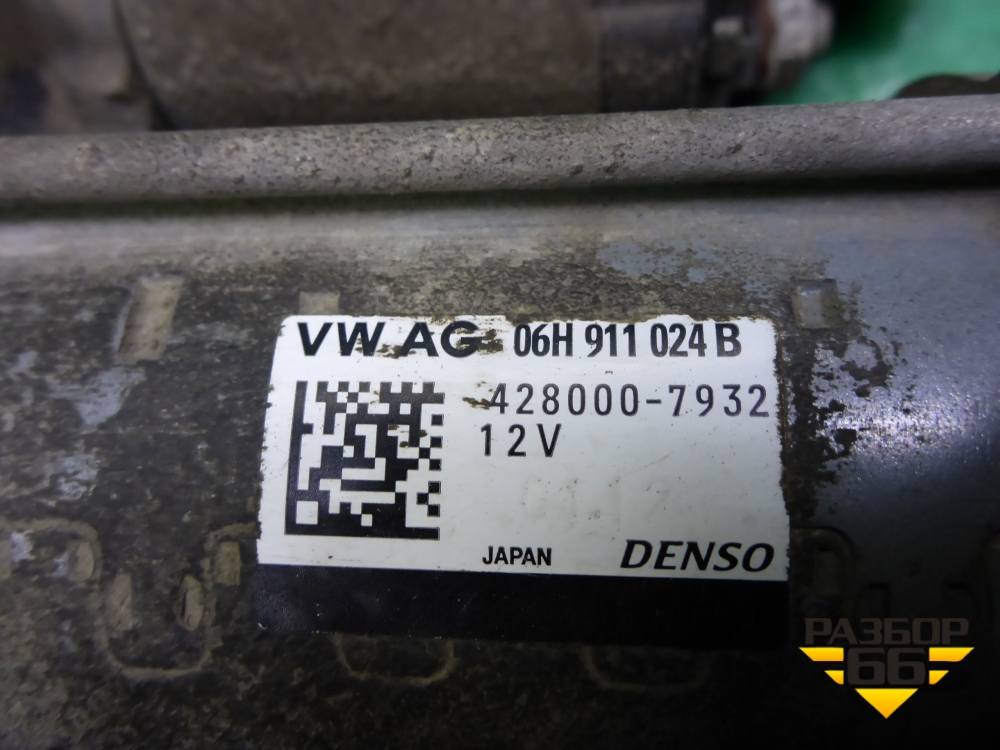 VW AG 06H 911 024 B
428000-7932
12V
JAPAN DENSO
РАЗБОР
66